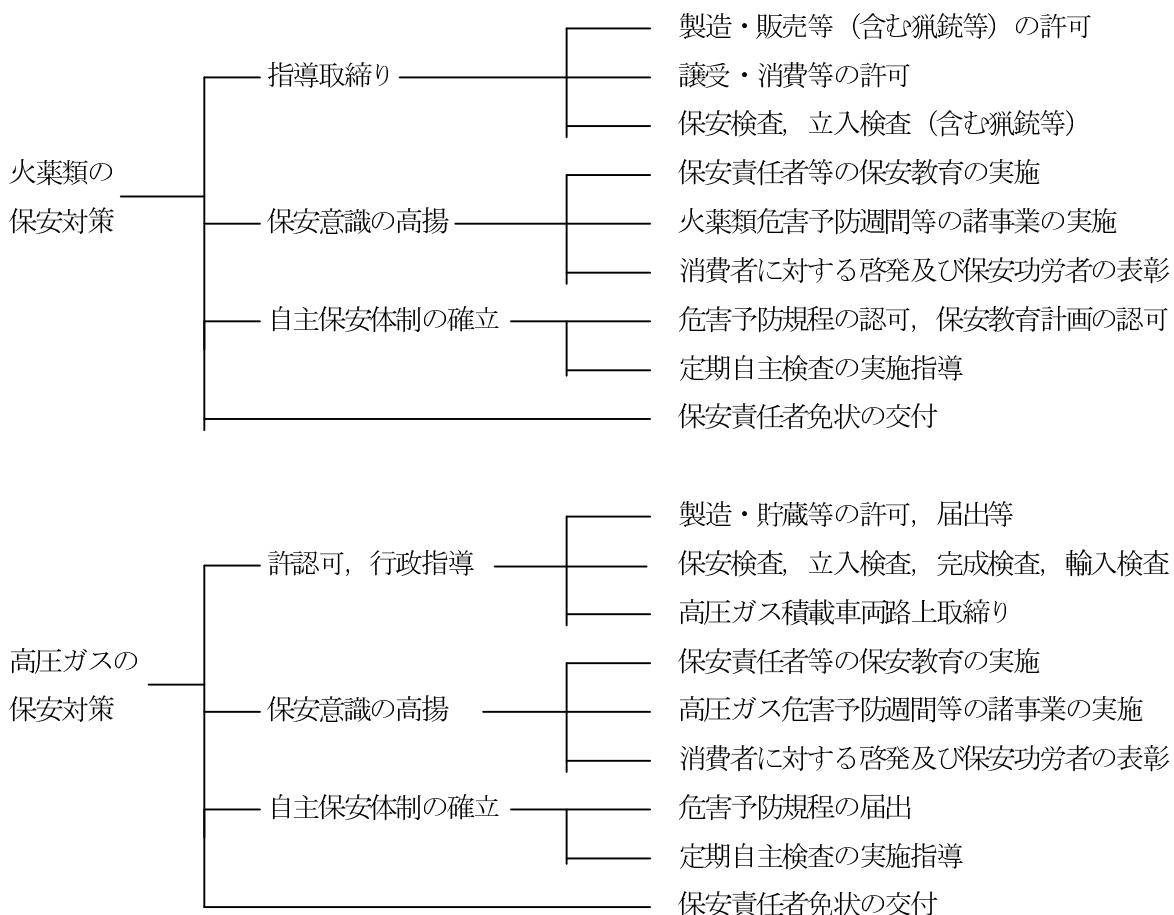 製造・販売等（含む猟銃等）の許可
指導取締り
譲受・消費等の許可
保安検査，立入検査（含む猟銃等）
火薬類の
保安対策
保安責任者等の保安教育の実施
保安意識の高揚
火薬類危害予防週間等の諸事業の実施
消費者に対する啓発及び保安功労者の表彰
自主保安体制の確立
危害予防規程の認可，保安教育計画の認可
定期自主検査の実施指導
保安責任者免状の交付
製造・貯蔵等の許可，届出等
許認可，行政指導
保安検査，立入検査，完成検査，輸入検査
高圧ガス積載車両路上取締り
高圧ガスの
保安対策
保安責任者等の保安教育の実施
保安意識の高揚
高圧ガス危害予防週間等の諸事業の実施
消費者に対する啓発及び保安功労者の表彰
自主保安体制の確立
危害予防規程の届出
定期自主検査の実施指導
保安責任者免状の交付